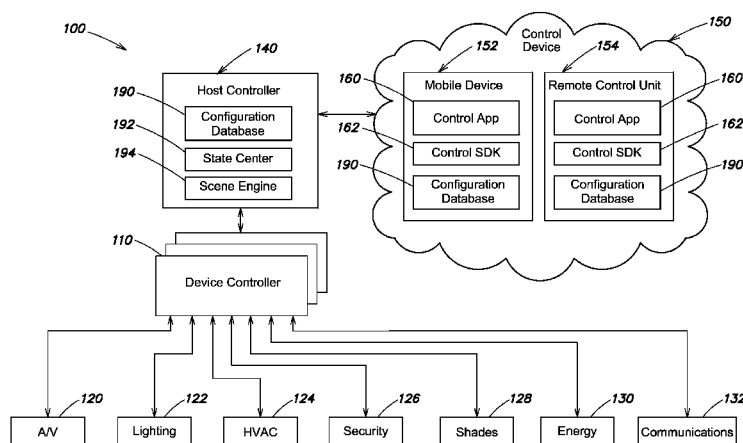 100
140
Host Controller
190
Configuration
Database
192
State Center
194
Scene Engine
Control
Device
150
152
Mobile Device
160
Control App
162
Control SDK
190
Configuration
Database
154
Remote Control Unit
160
Control App
162
Control SDK
190
Configuration
Database
110
Device Controller
120
A/V
122
Lighting
124
HVAC
126
Security
128
Shades
130
Energy
132
Communications